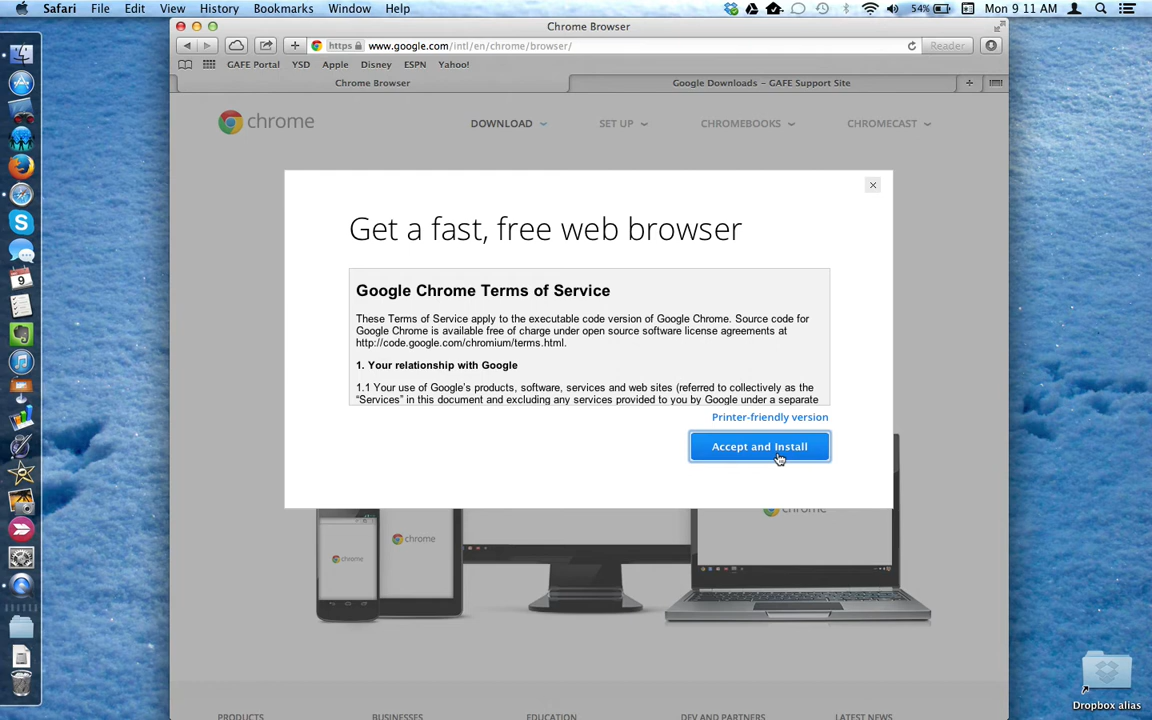 Safari File Edit View History Bookmarks Window Help 54% Mon 9 11 AM
Chrome Browser
https www.google.com/intl/en/chrome/browser/ Reader
GAFE Portal YSD Apple Disney ESPN Yahoo!
Chrome Browser Google Downloads – GAFE Support Site
chrome DOWNLOAD SET UP CHROMEBOOKS CHROMECAST
Get a fast, free web browser
Google Chrome Terms of Service
These Terms of Service apply to the executable code version of Google Chrome. Source code for
Google Chrome is available free of charge under open source software license agreements at
http://code.google.com/chromium/terms.html.
1. Your relationship with Google
1.1 Your use of Google's products, software, services and web sites (referred to collectively as the
"Services" in this document and excluding any services provided to you by Google under a separate
Printer-friendly version
Accept and Install
chrome
chrome
chrome
PRODUCTS BUSINESSES EDUCATION DEV AND PARTNERS LATEST NEWS
9
Dropbox alias